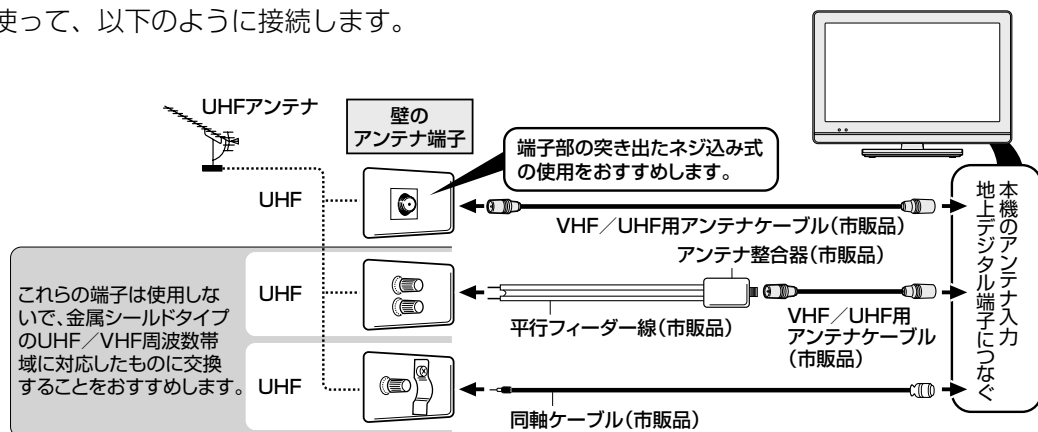 使って、以下のように接続します。
UHFアンテナ
壁の
アンテナ端子
端子部の突き出たネジ込み式
の使用をおすすめします。
UHF
VHF／UHF用アンテナケーブル（市販品）
アンテナ整合器（市販品）
これらの端子は使用しな
いで、金属シールドタイプ
のUHF／VHF周波数帯
域に対応したものに交換
することをおすすめします。
UHF
平行フィーダー線（市販品）
VHF／UHF用
アンテナケーブル
（市販品）
UHF
同軸ケーブル（市販品）
本機のアンテナ入力
地上デジタル端子につなぐ